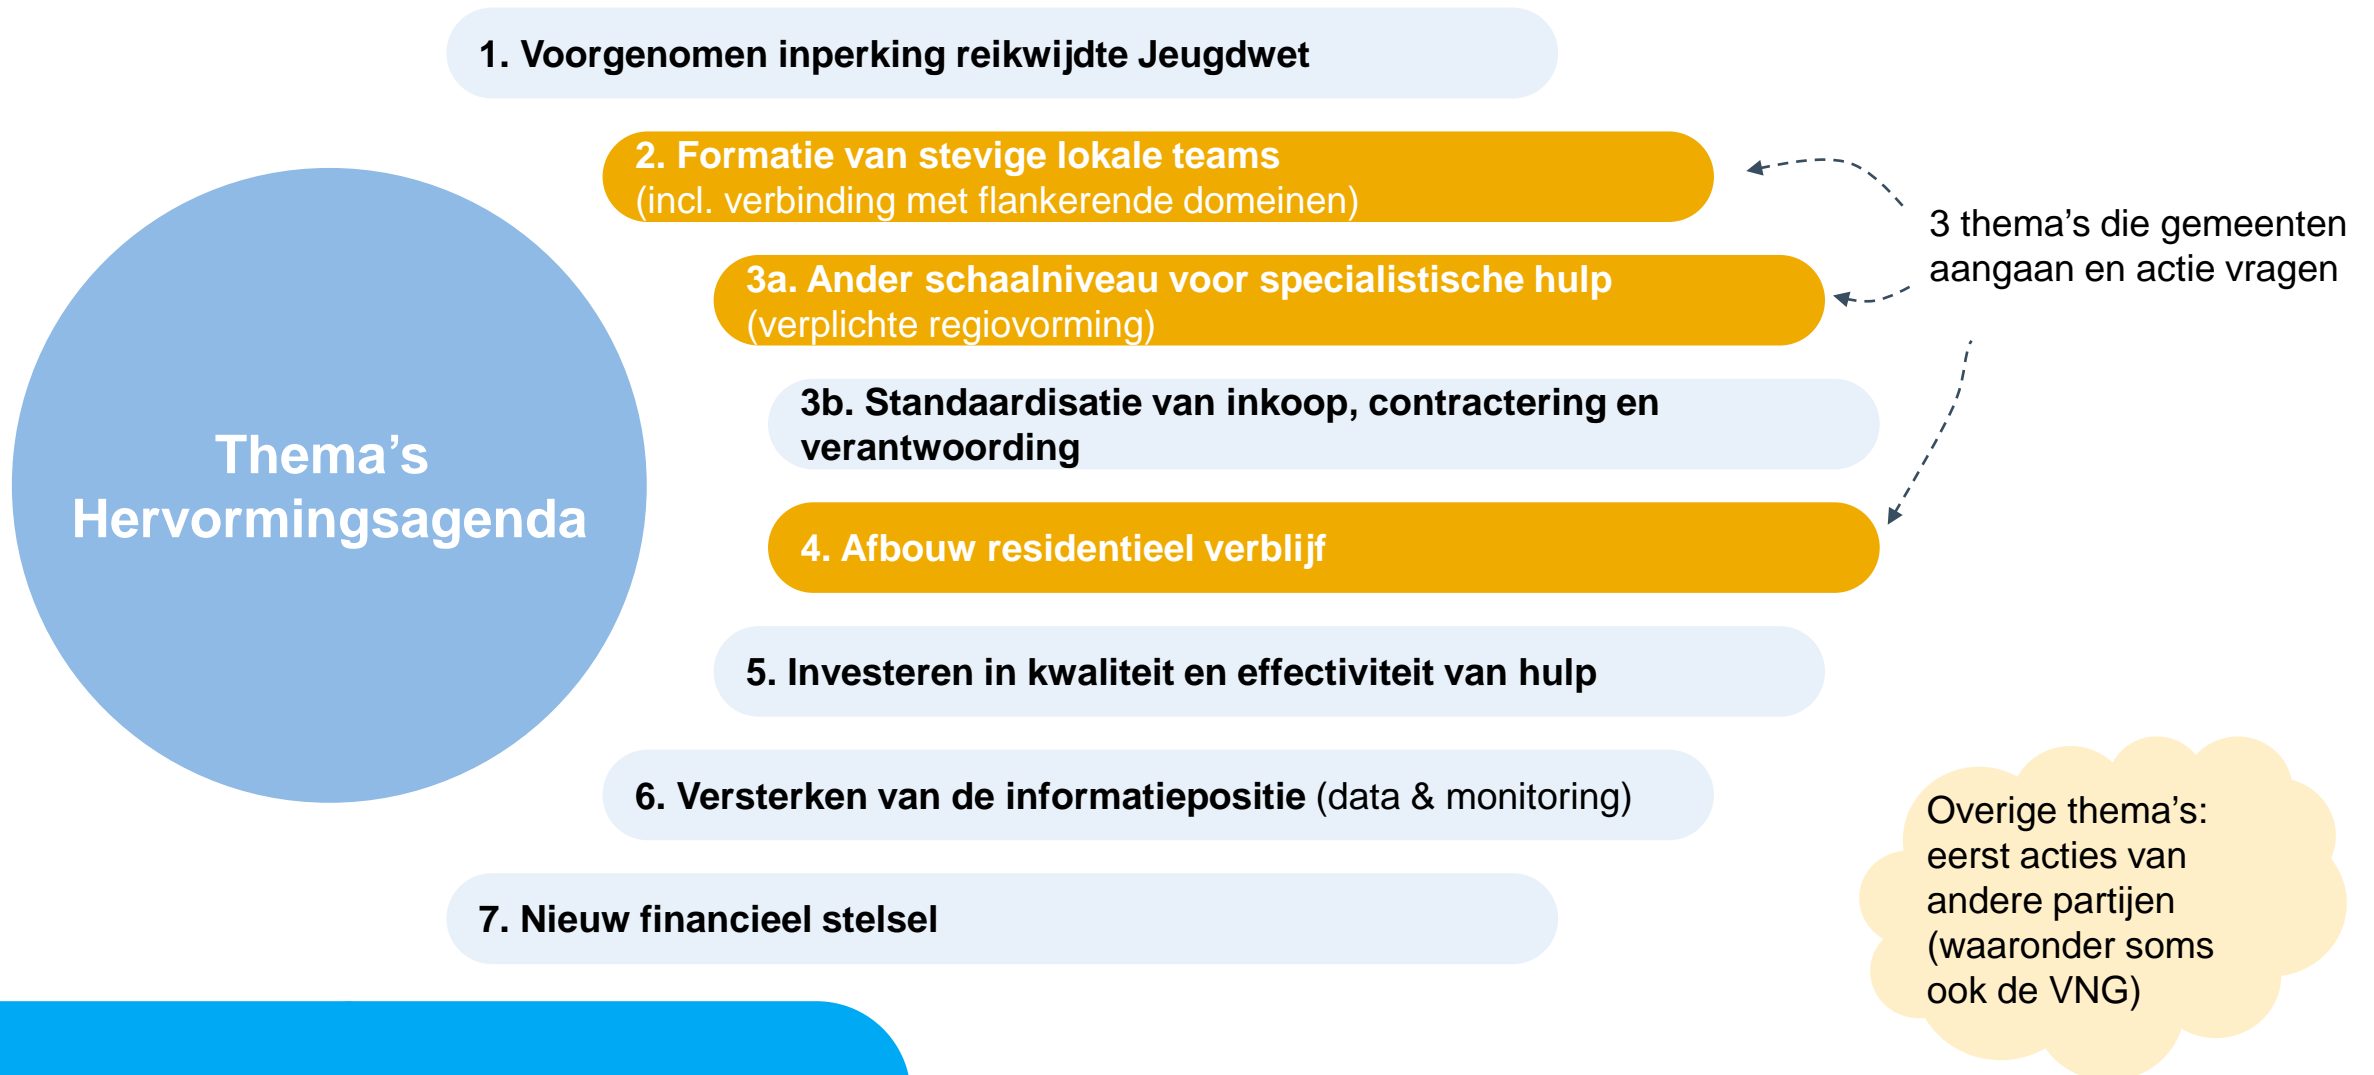 1. Voorgenomen inperking reikwijdte Jeugdwet
2. Formatie van stevige lokale teams
(incl. verbinding met flankerende domeinen)
3 thema’s die gemeenten
aangaan en actie vragen
3a. Ander schaalniveau voor specialistische hulp
(verplichte regiovorming)
3b. Standaardisatie van inkoop, contractering en
verantwoording
Thema’s
Hervormingsagenda
4. Afbouw residentieel verblijf
5. Investeren in kwaliteit en effectiviteit van hulp
6. Versterken van de informatiepositie (data & monitoring)
7. Nieuw financieel stelsel
Overige thema’s:
eerst acties van
andere partijen
(waaronder soms
ook de VNG)